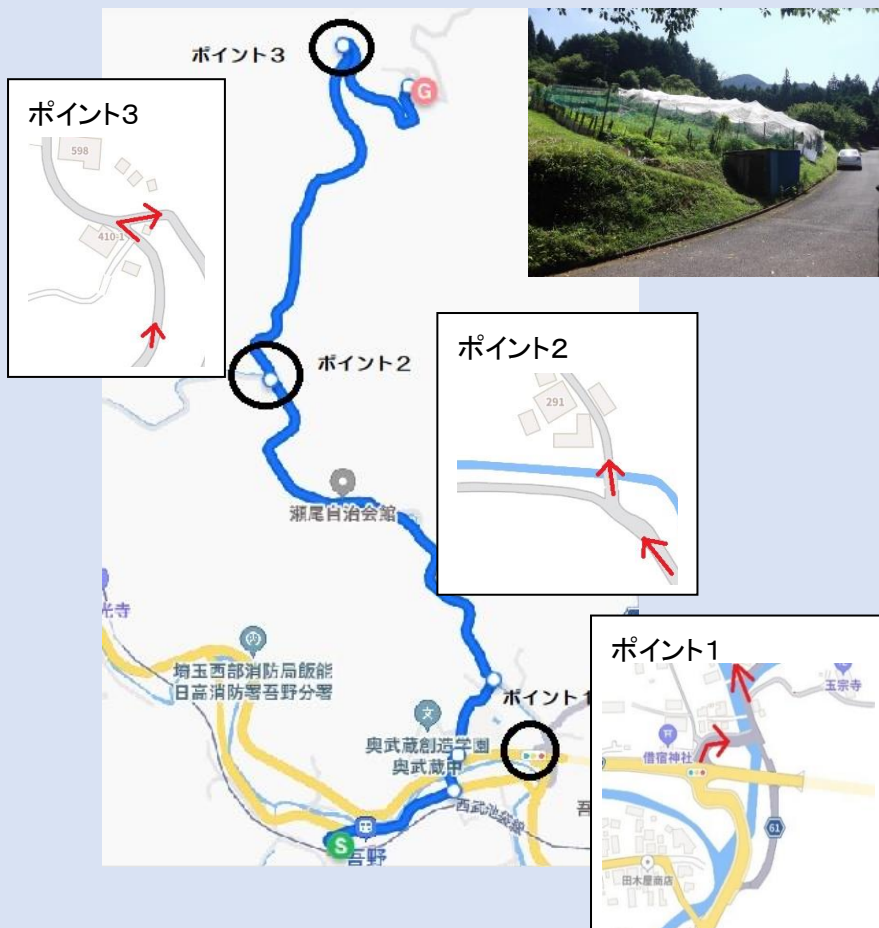 ポイント3
G
ポイント3
598
410-1
ポイント2
ポイント2
291
瀬尾自治会館
光寺
埼玉西部消防局飯能
日高消防署吾野分署
ポイント1
奥武蔵創造学園
奥武蔵中
西武池袋線
吾
S
吾野
ポイント1
玉宗寺
借宿神社
61
田木屋商店